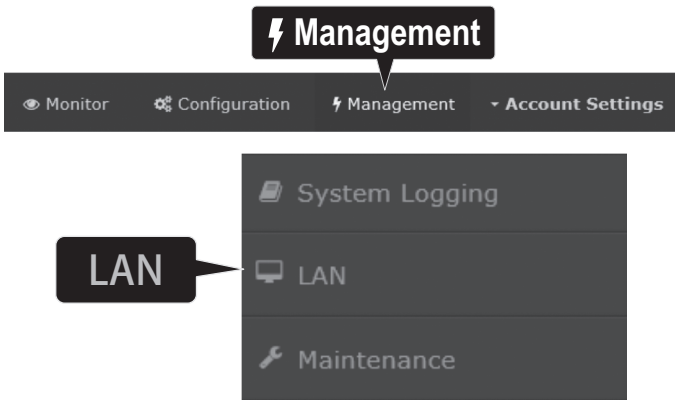 Management
Monitor Configuration Management Account Settings
System Logging
LAN
LAN
Maintenance